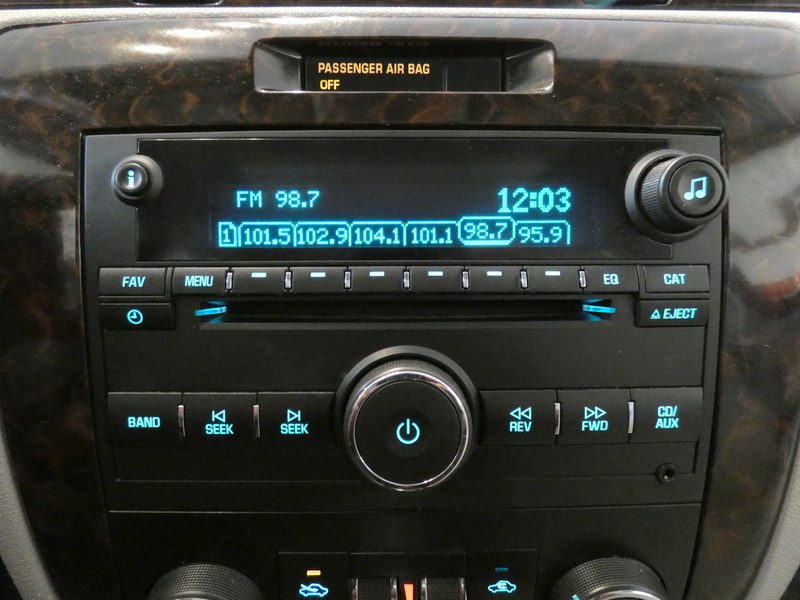 PASSENGER AIR BAG
OFF
i
FM 98.7 12:03
1 101.5 102.9 104.1 101.1 98.7 95.9
FAV MENU EQ CAT
EJECT
BAND SEEK SEEK REV FWD CD/
AUX